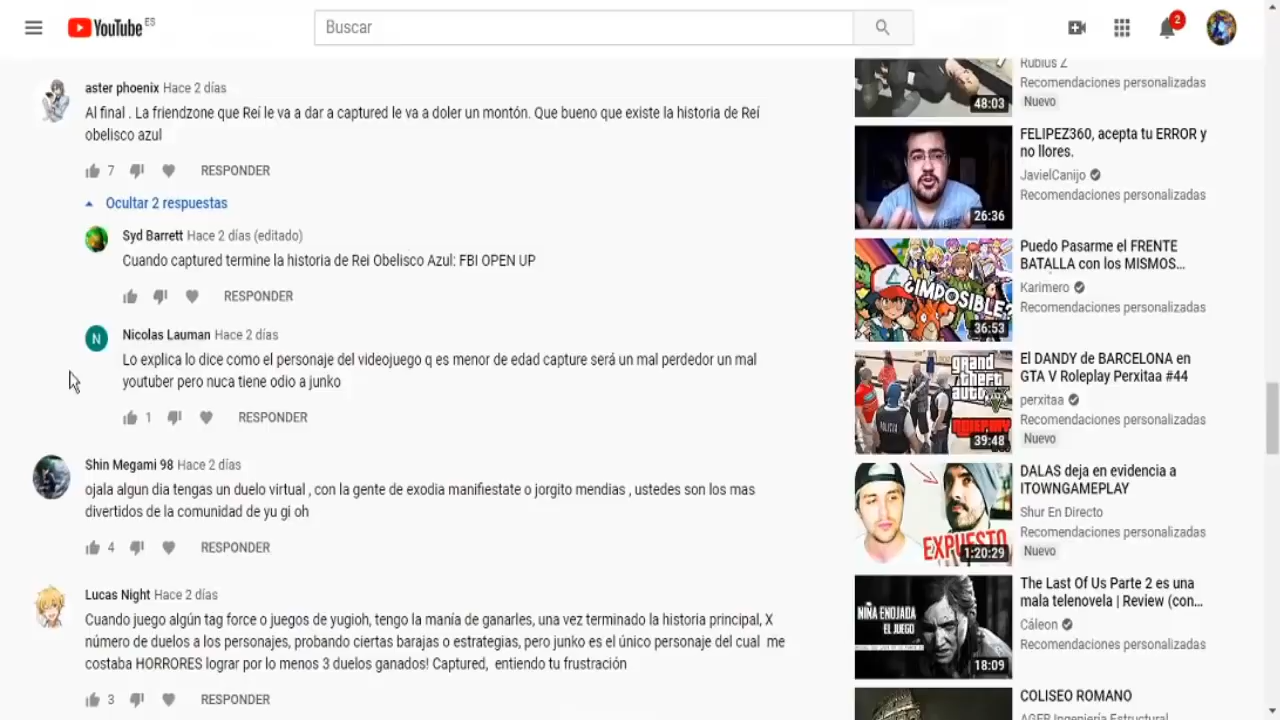 YouTube ES
Buscar
2
aster phoenix Hace 2 días
Al final . La friendzone que Reí le va a dar a captured le va a doler un montón. Que bueno que existe la historia de Reí
obelisco azul
7 RESPONDER
Ocultar 2 respuestas
Syd Barrett Hace 2 días (editado)
Cuando captured termine la historia de Rei Obelisco Azul: FBI OPEN UP
RESPONDER
N
Nicolas Lauman Hace 2 días
Lo explica lo dice como el personaje del videojuego q es menor de edad capture será un mal perdedor un mal
youtuber pero nuca tiene odio a junko
1 RESPONDER
Shin Megami 98 Hace 2 días
ojala algun dia tengas un duelo virtual , con la gente de exodia manifiestate o jorgito mendias , ustedes son los mas
divertidos de la comunidad de yu gi oh
4 RESPONDER
Lucas Night Hace 2 días
Cuando juego algún tag force o juegos de yugioh, tengo la manía de ganarles, una vez terminado la historia principal, X
número de duelos a los personajes, probando ciertas barajas o estrategias, pero junko es el único personaje del cual me
costaba HORRORES lograr por lo menos 3 duelos ganados! Captured, entiendo tu frustración
3 RESPONDER
48:03
Rubius Z
Recomendaciones personalizadas
Nuevo
26:36
FELIPEZ360, acepta tu ERROR y
no llores.
JavielCanijo
Recomendaciones personalizadas
¿IMPOSIBLE?
36:53
Puedo Pasarme el FRENTE
BATALLA con los MISMOS...
Karimero
Recomendaciones personalizadas
grand
theft
auto V
POLICIA
39:48
El DANDY de BARCELONA en
GTA V Roleplay Perxitaa #44
perxitaa
Recomendaciones personalizadas
Nuevo
EXPUESTO
1:20:29
DALAS deja en evidencia a
ITOWNGAMEPLAY
Shur En Directo
Recomendaciones personalizadas
Nuevo
NIÑA ENOJADA
EL JUEGO
18:09
The Last Of Us Parte 2 es una
mala telenovela | Review (con...
Cáleon
Recomendaciones personalizadas
COLISEO ROMANO
AGER Ingeniería Estructural